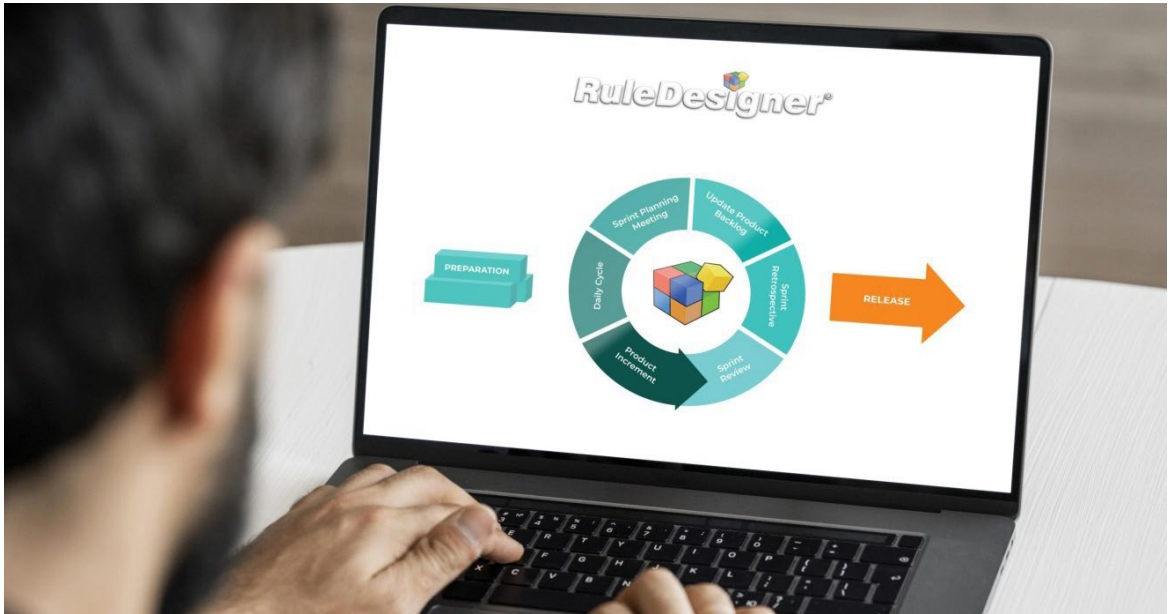 RuleDesigner®
PREPARATION
Sprint Planning
Meeting
Update Product
Backlog
Daily Cycle
Sprint
Retrospective
Product
Increment
Sprint
Review
RELEASE
E R T Y U I O P
F G H J K L
X C V B N M